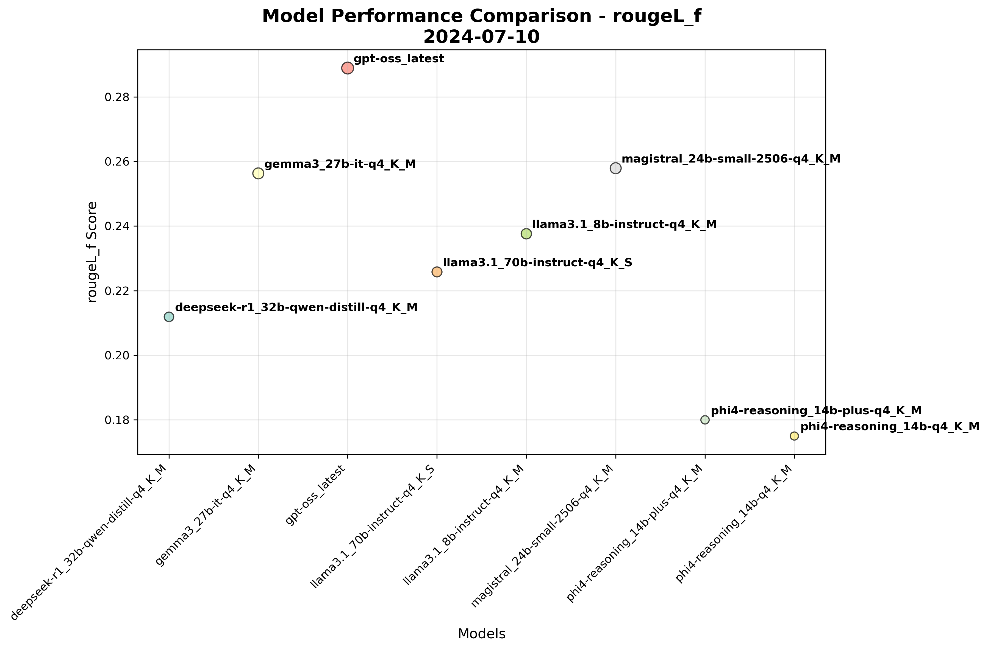 Model Performance Comparison - rougeL_f
2024-07-10
rougeL_f Score
0.28
0.26
0.24
0.22
0.20
0.18
gpt-oss_latest
magistral_24b-small-2506-q4_K_M
gemma3_27b-it-q4_K_M
llama3.1_8b-instruct-q4_K_M
llama3.1_70b-instruct-q4_K_S
deepseek-r1_32b-qwen-distill-q4_K_M
phi4-reasoning_14b-plus-q4_K_M
phi4-reasoning_14b-q4_K_M
deepseek-r1_32b-qwen-distill-q4_K_M
gemma3_27b-it-q4_K_M
gpt-oss_latest
llama3.1_70b-instruct-q4_K_S
llama3.1_8b-instruct-q4_K_M
magistral_24b-small-2506-q4_K_M
phi4-reasoning_14b-plus-q4_K_M
phi4-reasoning_14b-q4_K_M
Models